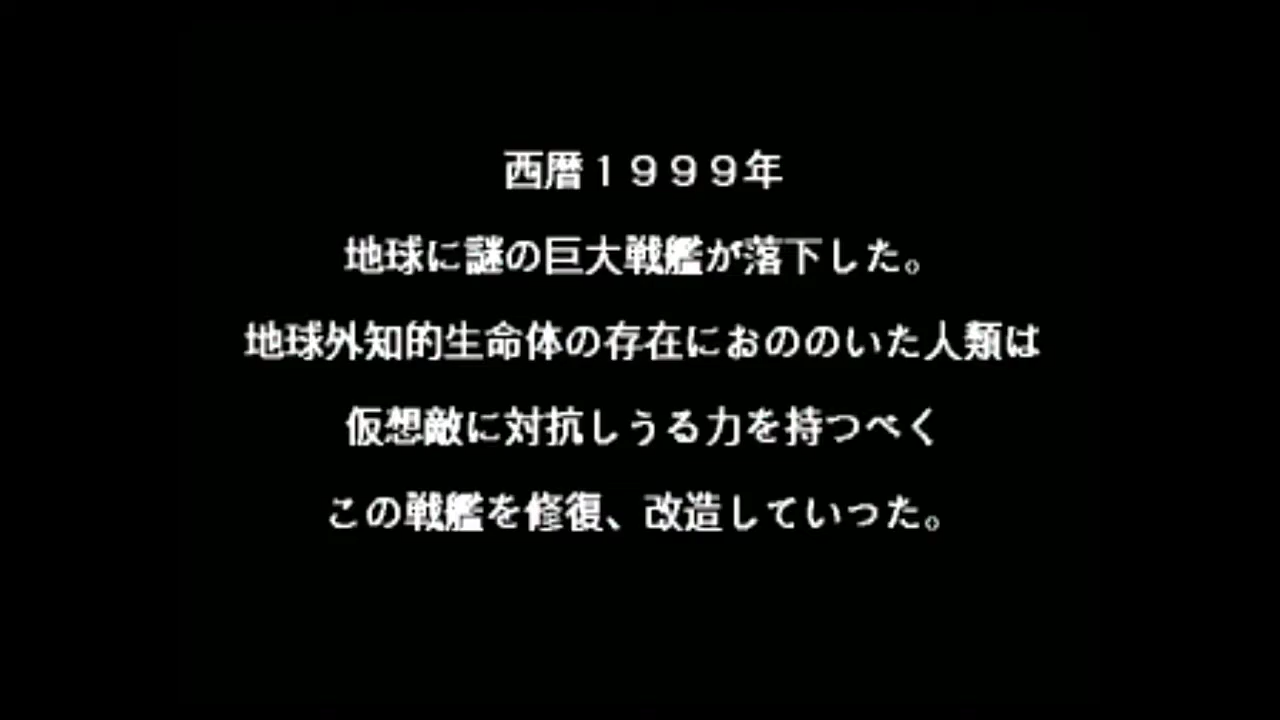 西暦１９９９年
地球に謎の巨大戦艦が落下した。
地球外知的生命体の存在におののいた人類は
仮想敵に対抗しうる力を持つべく
この戦艦を修復、改造していった。